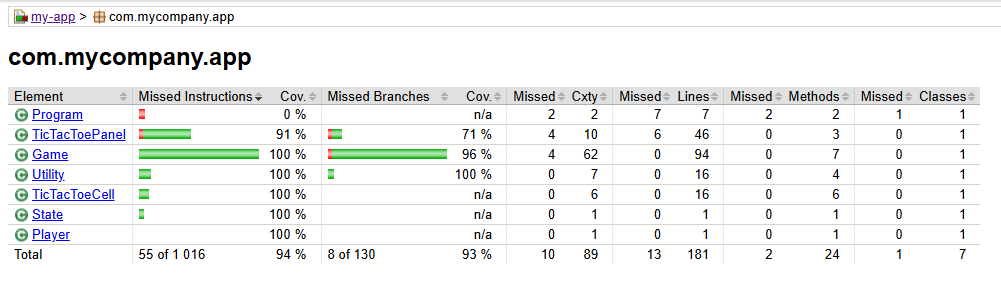 my-app > com.mycompany.app
com.mycompany.app
Element Missed Instructions Cov. Missed Branches Cov. Missed Cxty Missed Lines Missed Methods Missed Classes
Program 0 % n/a 2 2 7 7 2 2 1 1
TicTacToePanel 91 % 71 % 4 10 6 46 0 3 0 1
Game 100 % 96 % 4 62 0 94 0 7 0 1
Utility 100 % 100 % 0 7 0 16 0 4 0 1
TicTacToeCell 100 % n/a 0 6 0 16 0 6 0 1
State 100 % n/a 0 1 0 1 0 1 0 1
Player 100 % n/a 0 1 0 1 0 1 0 1
Total 55 of 1 016 94 % 8 of 130 93 % 10 89 13 181 2 24 1 7